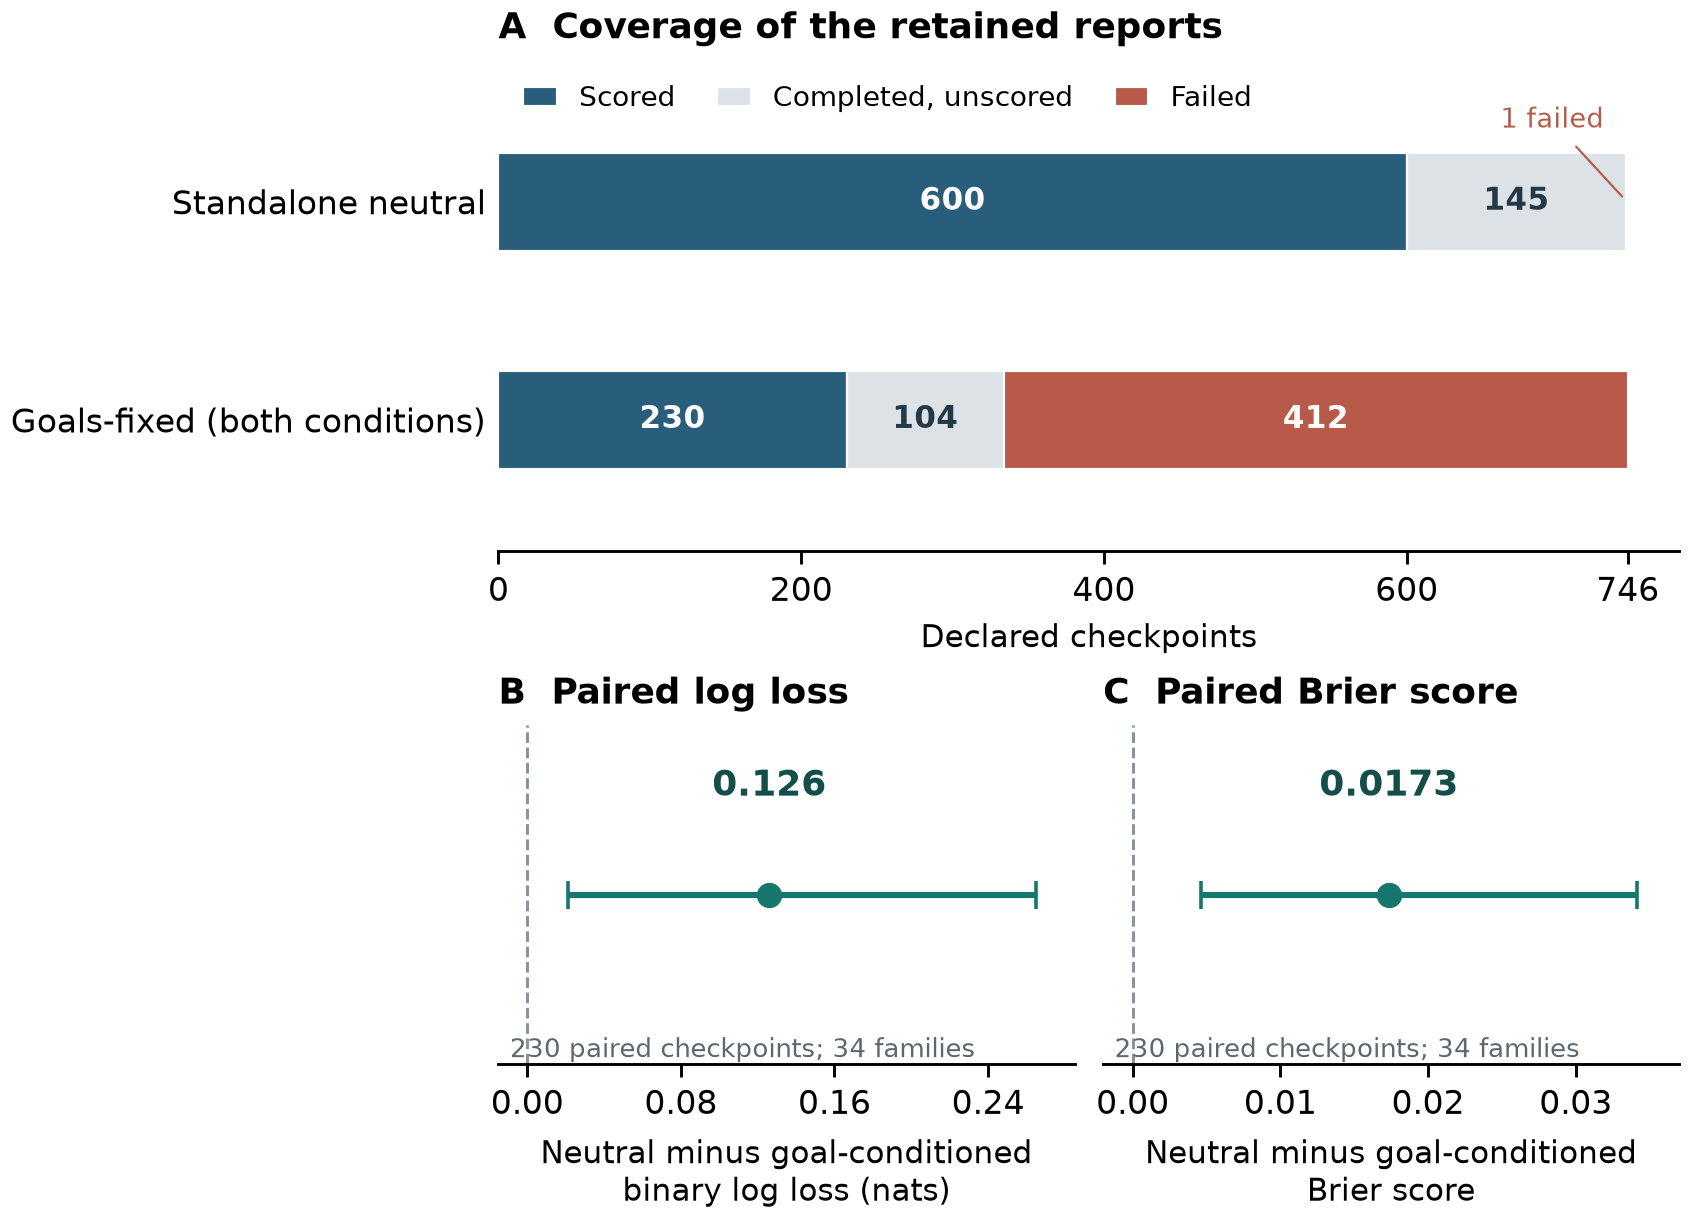 A Coverage of the retained reports
Scored Completed, unscored Failed
1 failed
Standalone neutral 600 145
Goals-fixed (both conditions) 230 104 412
0 200 400 600 746
Declared checkpoints
B Paired log loss
0.126
230 paired checkpoints; 34 families
0.00 0.08 0.16 0.24
Neutral minus goal-conditioned
binary log loss (nats)
C Paired Brier score
0.0173
230 paired checkpoints; 34 families
0.00 0.01 0.02 0.03
Neutral minus goal-conditioned
Brier score